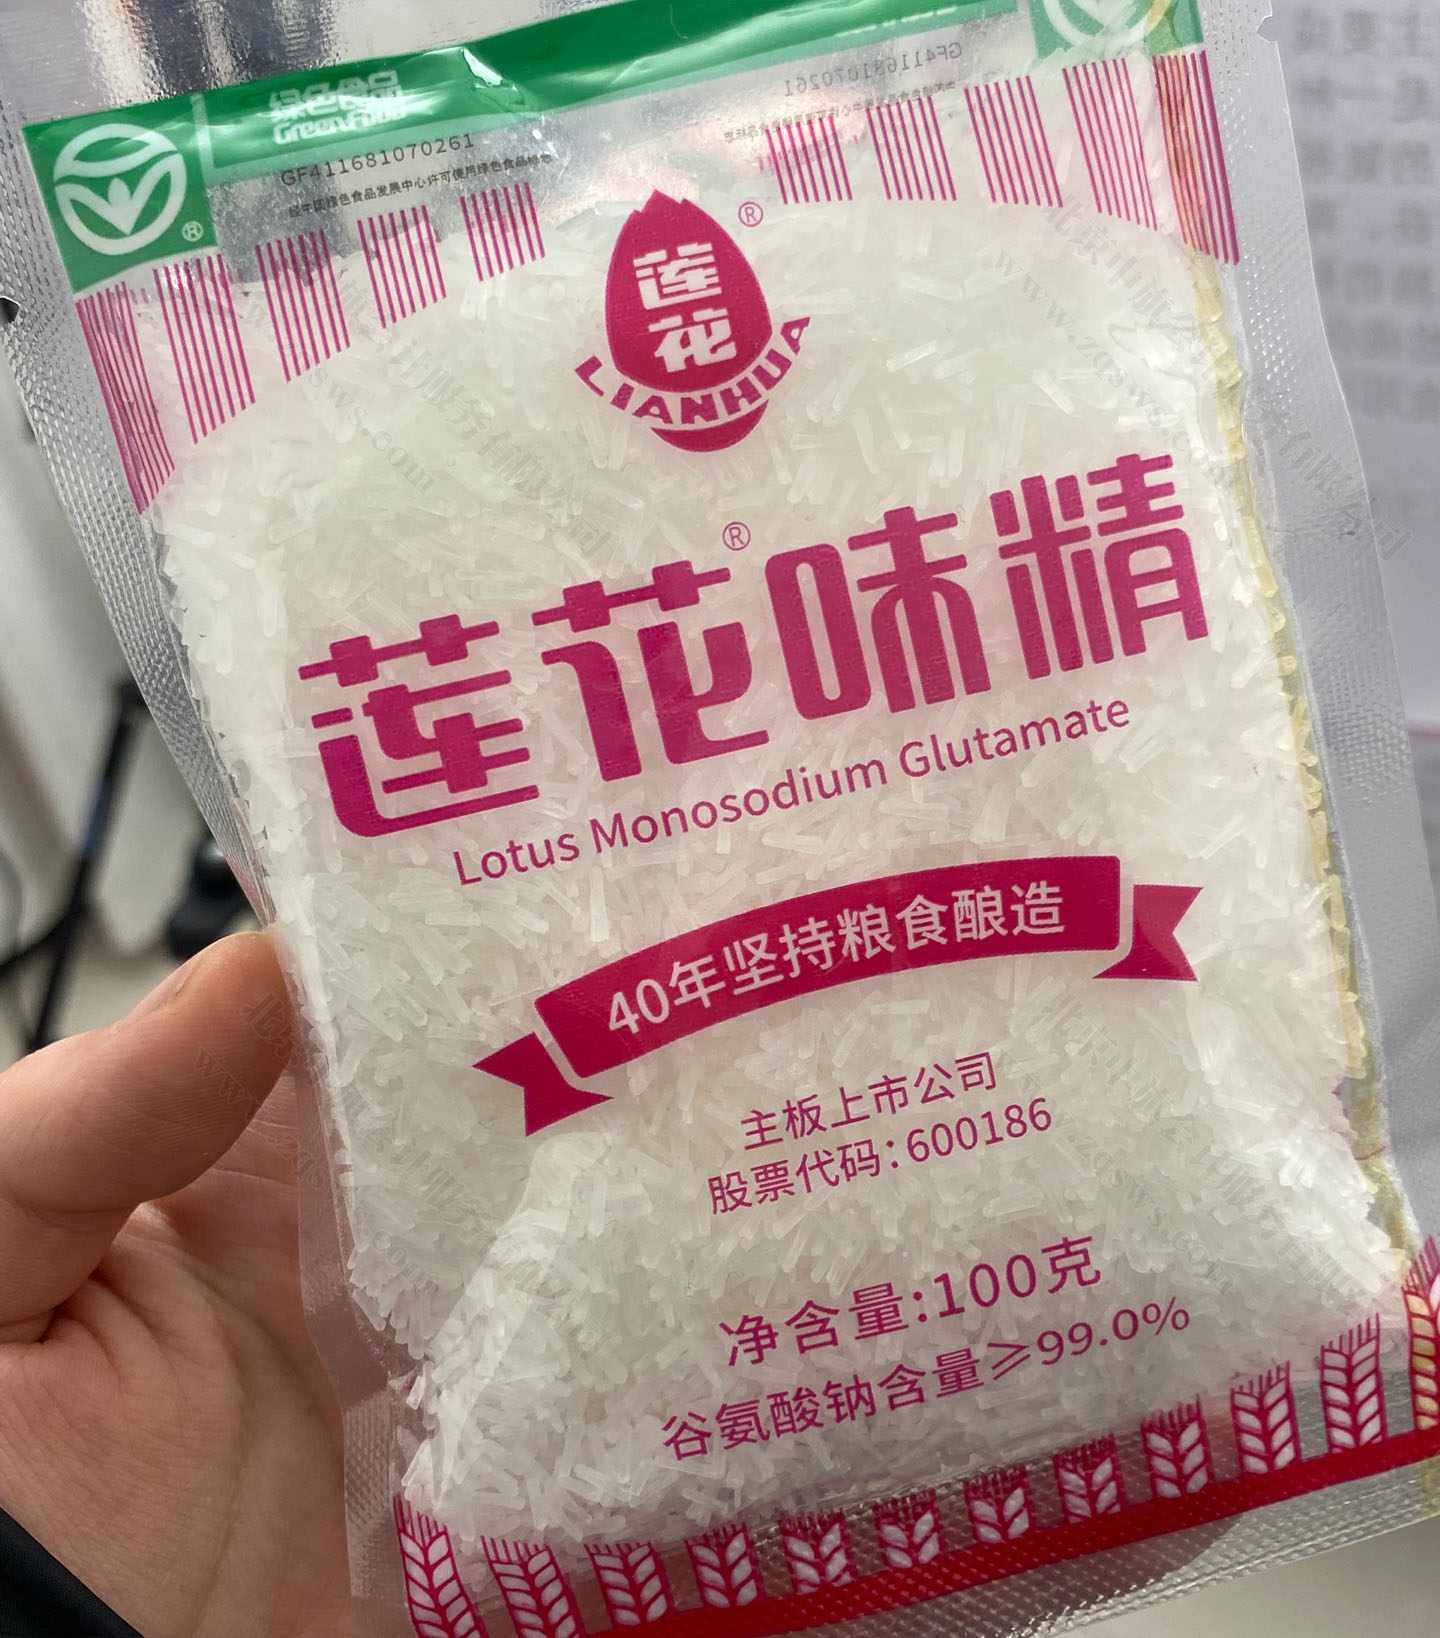 绿色食品
Green Food
GF411681070261
经中国绿色食品发展中心许可使用绿色食品标志
®
®
莲花
LIANHUA
®
莲花味精
Lotus Monosodium Glutamate
40年坚持粮食酿造
主板上市公司
股票代码:600186
净含量:100克
谷氨酸钠含量≥99.0%